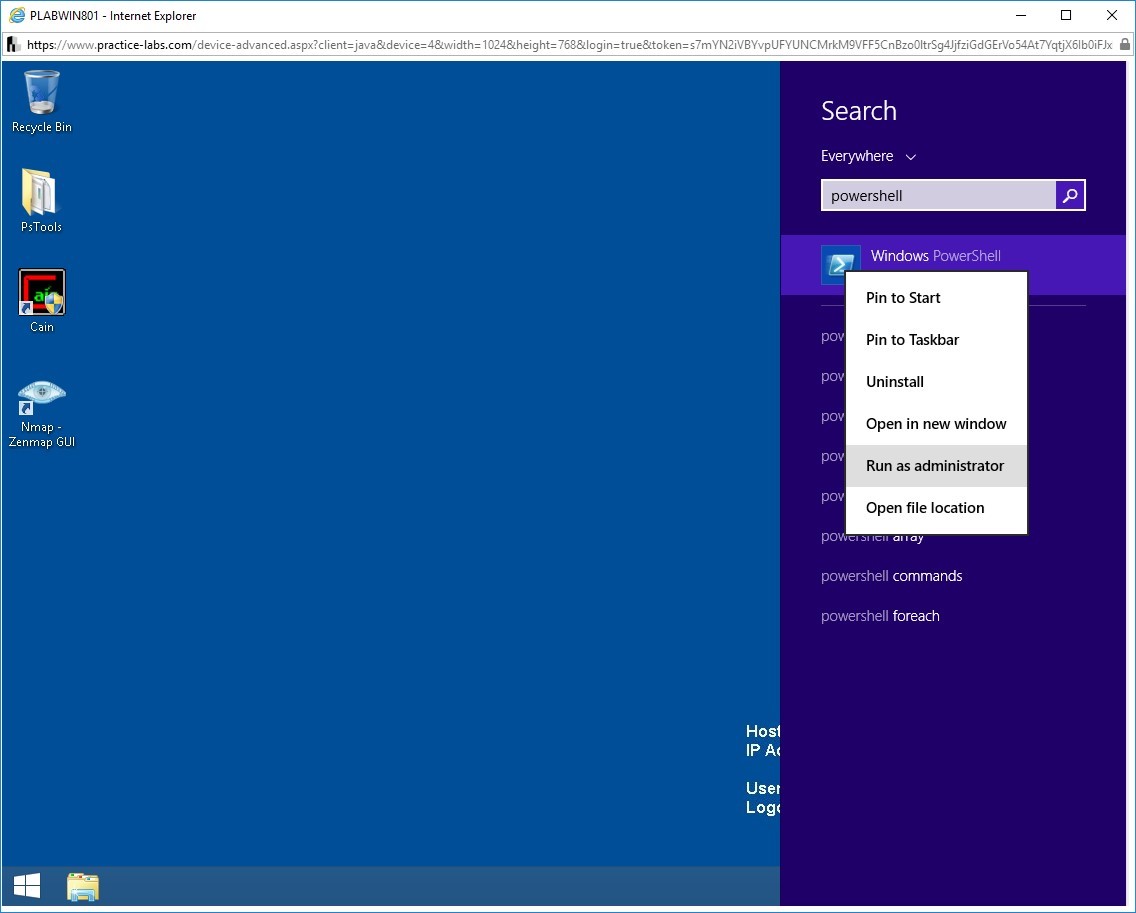 PLABWIN801 - Internet Explorer
https://www.practice-labs.com/device-advanced.aspx?client=java&device=4&width=1024&height=768&login=true&token=
Recycle Bin
PsTools
Cain
Nmap -
Zenmap GUI
Search
Everywhere
powershell
Windows PowerShell
Pin to Start
Pin to Taskbar
Uninstall
Open in new window
Run as administrator
Open file location
pow
pow
pow
pow
pow
powershell array
powershell commands
powershell foreach
Host
IP Ad
User
Logo